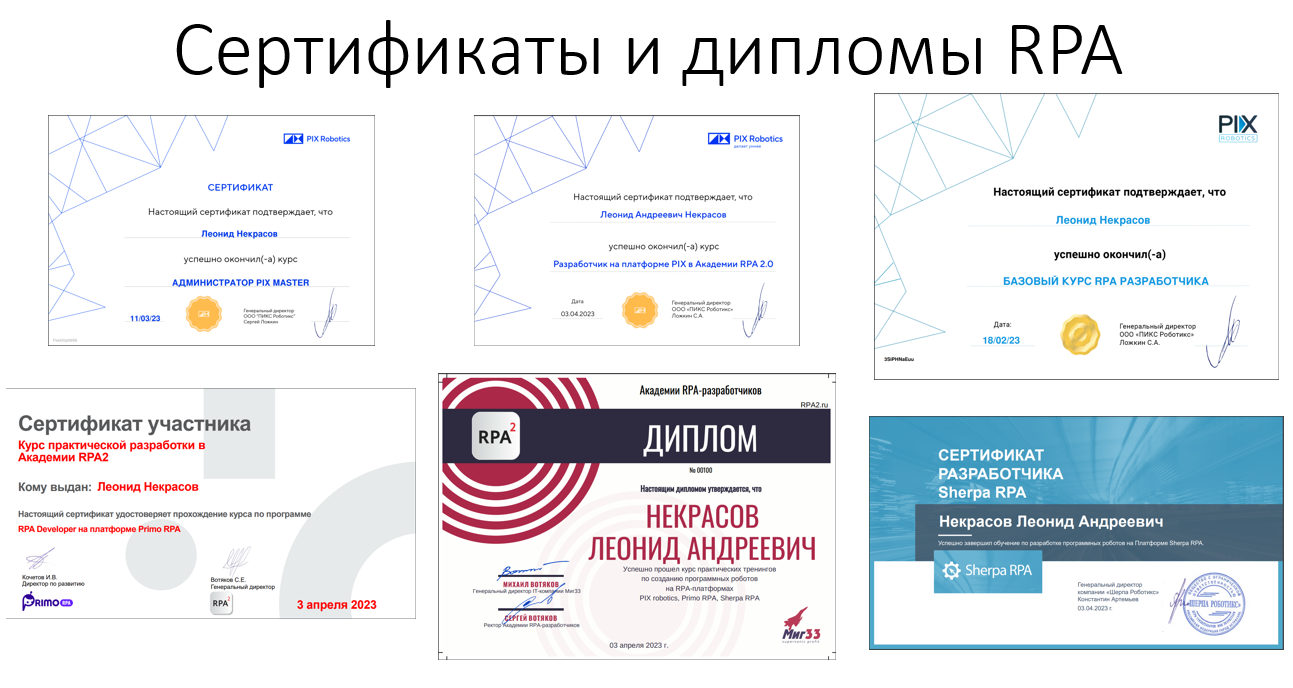 Сертификаты и дипломы RPA
PIX Robotics
СЕРТИФИКАТ
Настоящий сертификат подтверждает, что
Леонид Некрасов
успешно окончил(-а) курс
АДМИНИСТРАТОР PIX MASTER
11/03/23
Генеральный директор
ООО "ПИКС Роботикс"
Сергей Ложкин
PIX Robotics
делает умнее
Настоящий сертификат подтверждает, что
Леонид Андреевич Некрасов
успешно окончил(-а) курс
Разработчик на платформе PIX в Академии RPA 2.0
Дата
03.04.2023
Генеральный директор
ООО «ПИКС Роботикс»
Ложкин С.А.
PIX
ROBOTICS
Настоящий сертификат подтверждает, что
Леонид Некрасов
успешно окончил(-а)
БАЗОВЫЙ КУРС RPA РАЗРАБОТЧИКА
Дата:
18/02/23
Генеральный директор
ООО «ПИКС Роботикс»
Ложкин С.А.
3SiPHNaEuu
Сертификат участника
Курс практической разработки в
Академии RPA2
Кому выдан: Леонид Некрасов
Настоящий сертификат удостоверяет прохождение курса по программе
RPA Developer на платформе Primo RPA
Кочетов И.В.
Директор по развитию
PRIMO RPA
Вотяков С.Е.
Генеральный директор
RPA2
3 апреля 2023
Академии RPA-разработчиков
RPA2.ru
RPA2
ДИПЛОМ
№ 00100
Настоящим дипломом утверждается, что
НЕКРАСОВ
ЛЕОНИД АНДРЕЕВИЧ
Успешно прошел курс практических тренингов
по созданию программных роботов
на RPA-платформах
PIX robotics, Primo RPA, Sherpa RPA
МИХАИЛ ВОТЯКОВ
Генеральный директор IT-компании Миг33
СЕРГЕЙ ВОТЯКОВ
Ректор Академии RPA-разработчиков
Миг33
supersonic profit
03 апреля 2023 г.
СЕРТИФИКАТ
РАЗРАБОТЧИКА
Sherpa RPA
Некрасов Леонид Андреевич
Успешно завершил обучение по разработке программных роботов на Платформе Sherpa RPA.
Sherpa RPA
Генеральный директор
компании «Шерпа Роботикс»
Константин Артемьев
03.04.2023 г.
«ШЕРПА РОБОТИКС»